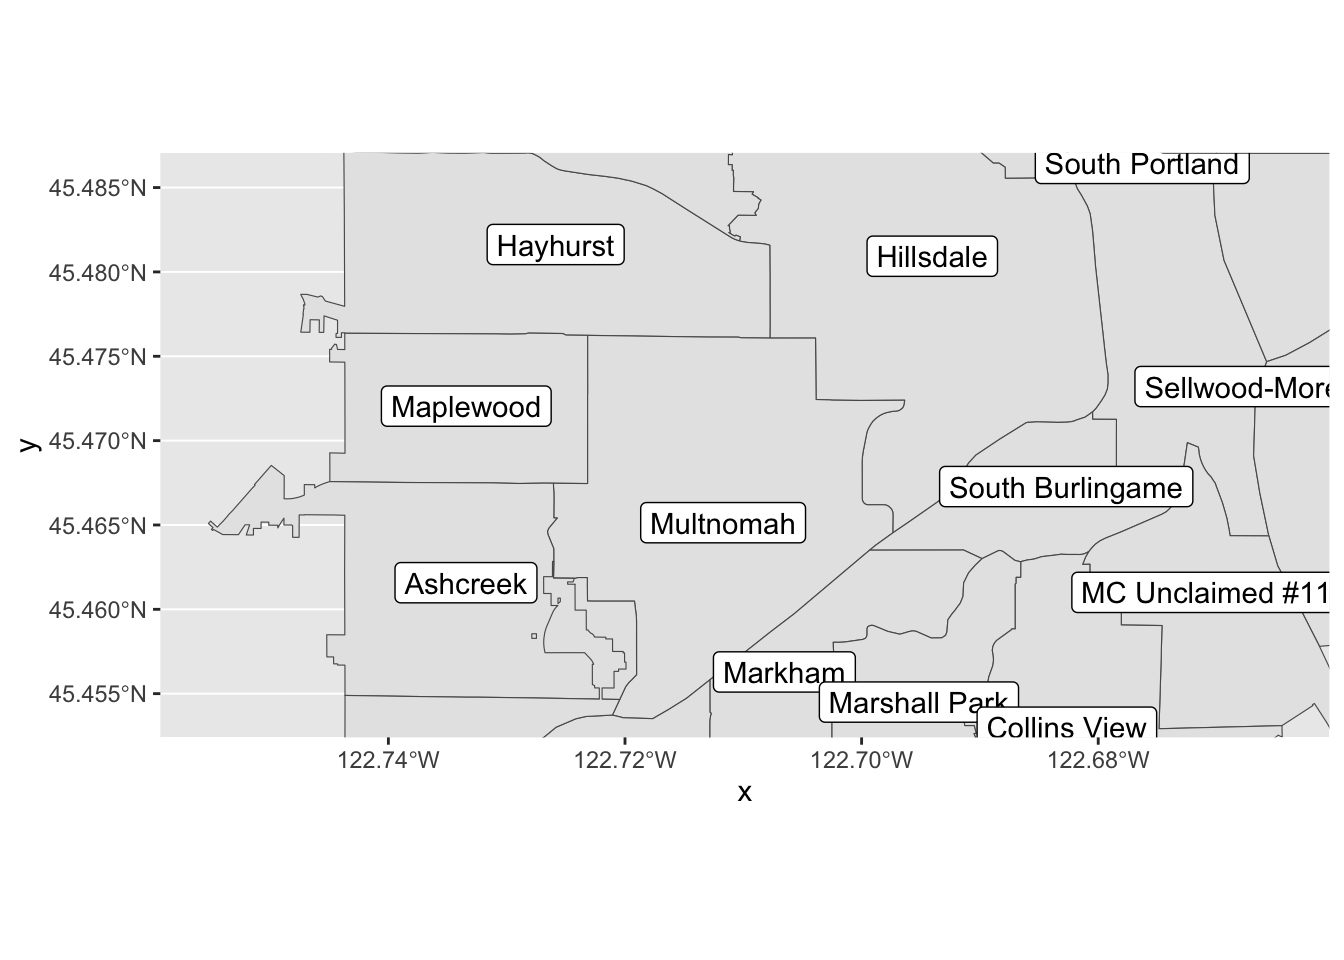 South Portland
45.485°N
Hayhurst
Hillsdale
45.480°N
45.475°N
Sellwood-More
Maplewood
45.470°N
y
South Burlingame
Multnomah
45.465°N
Ashcreek
MC Unclaimed #11
45.460°N
Markham
45.455°N
Marshall Park
Collins View
122.74°W 122.72°W 122.70°W 122.68°W
x